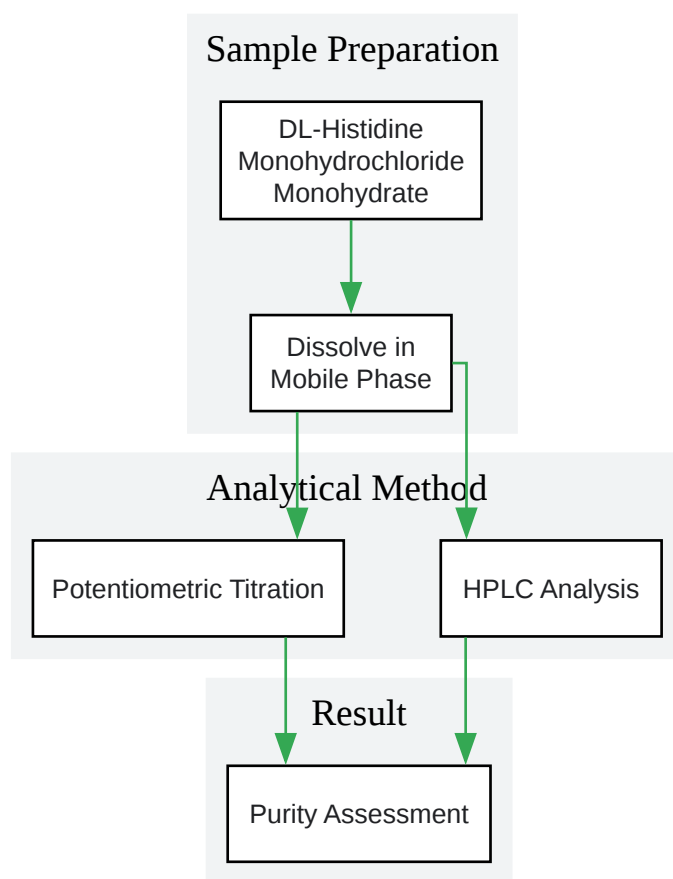 Sample Preparation
DL-Histidine
Monohydrochloride
Monohydrate
Dissolve in
Mobile Phase
Analytical Method
Potentiometric Titration
HPLC Analysis
Result
Purity Assessment